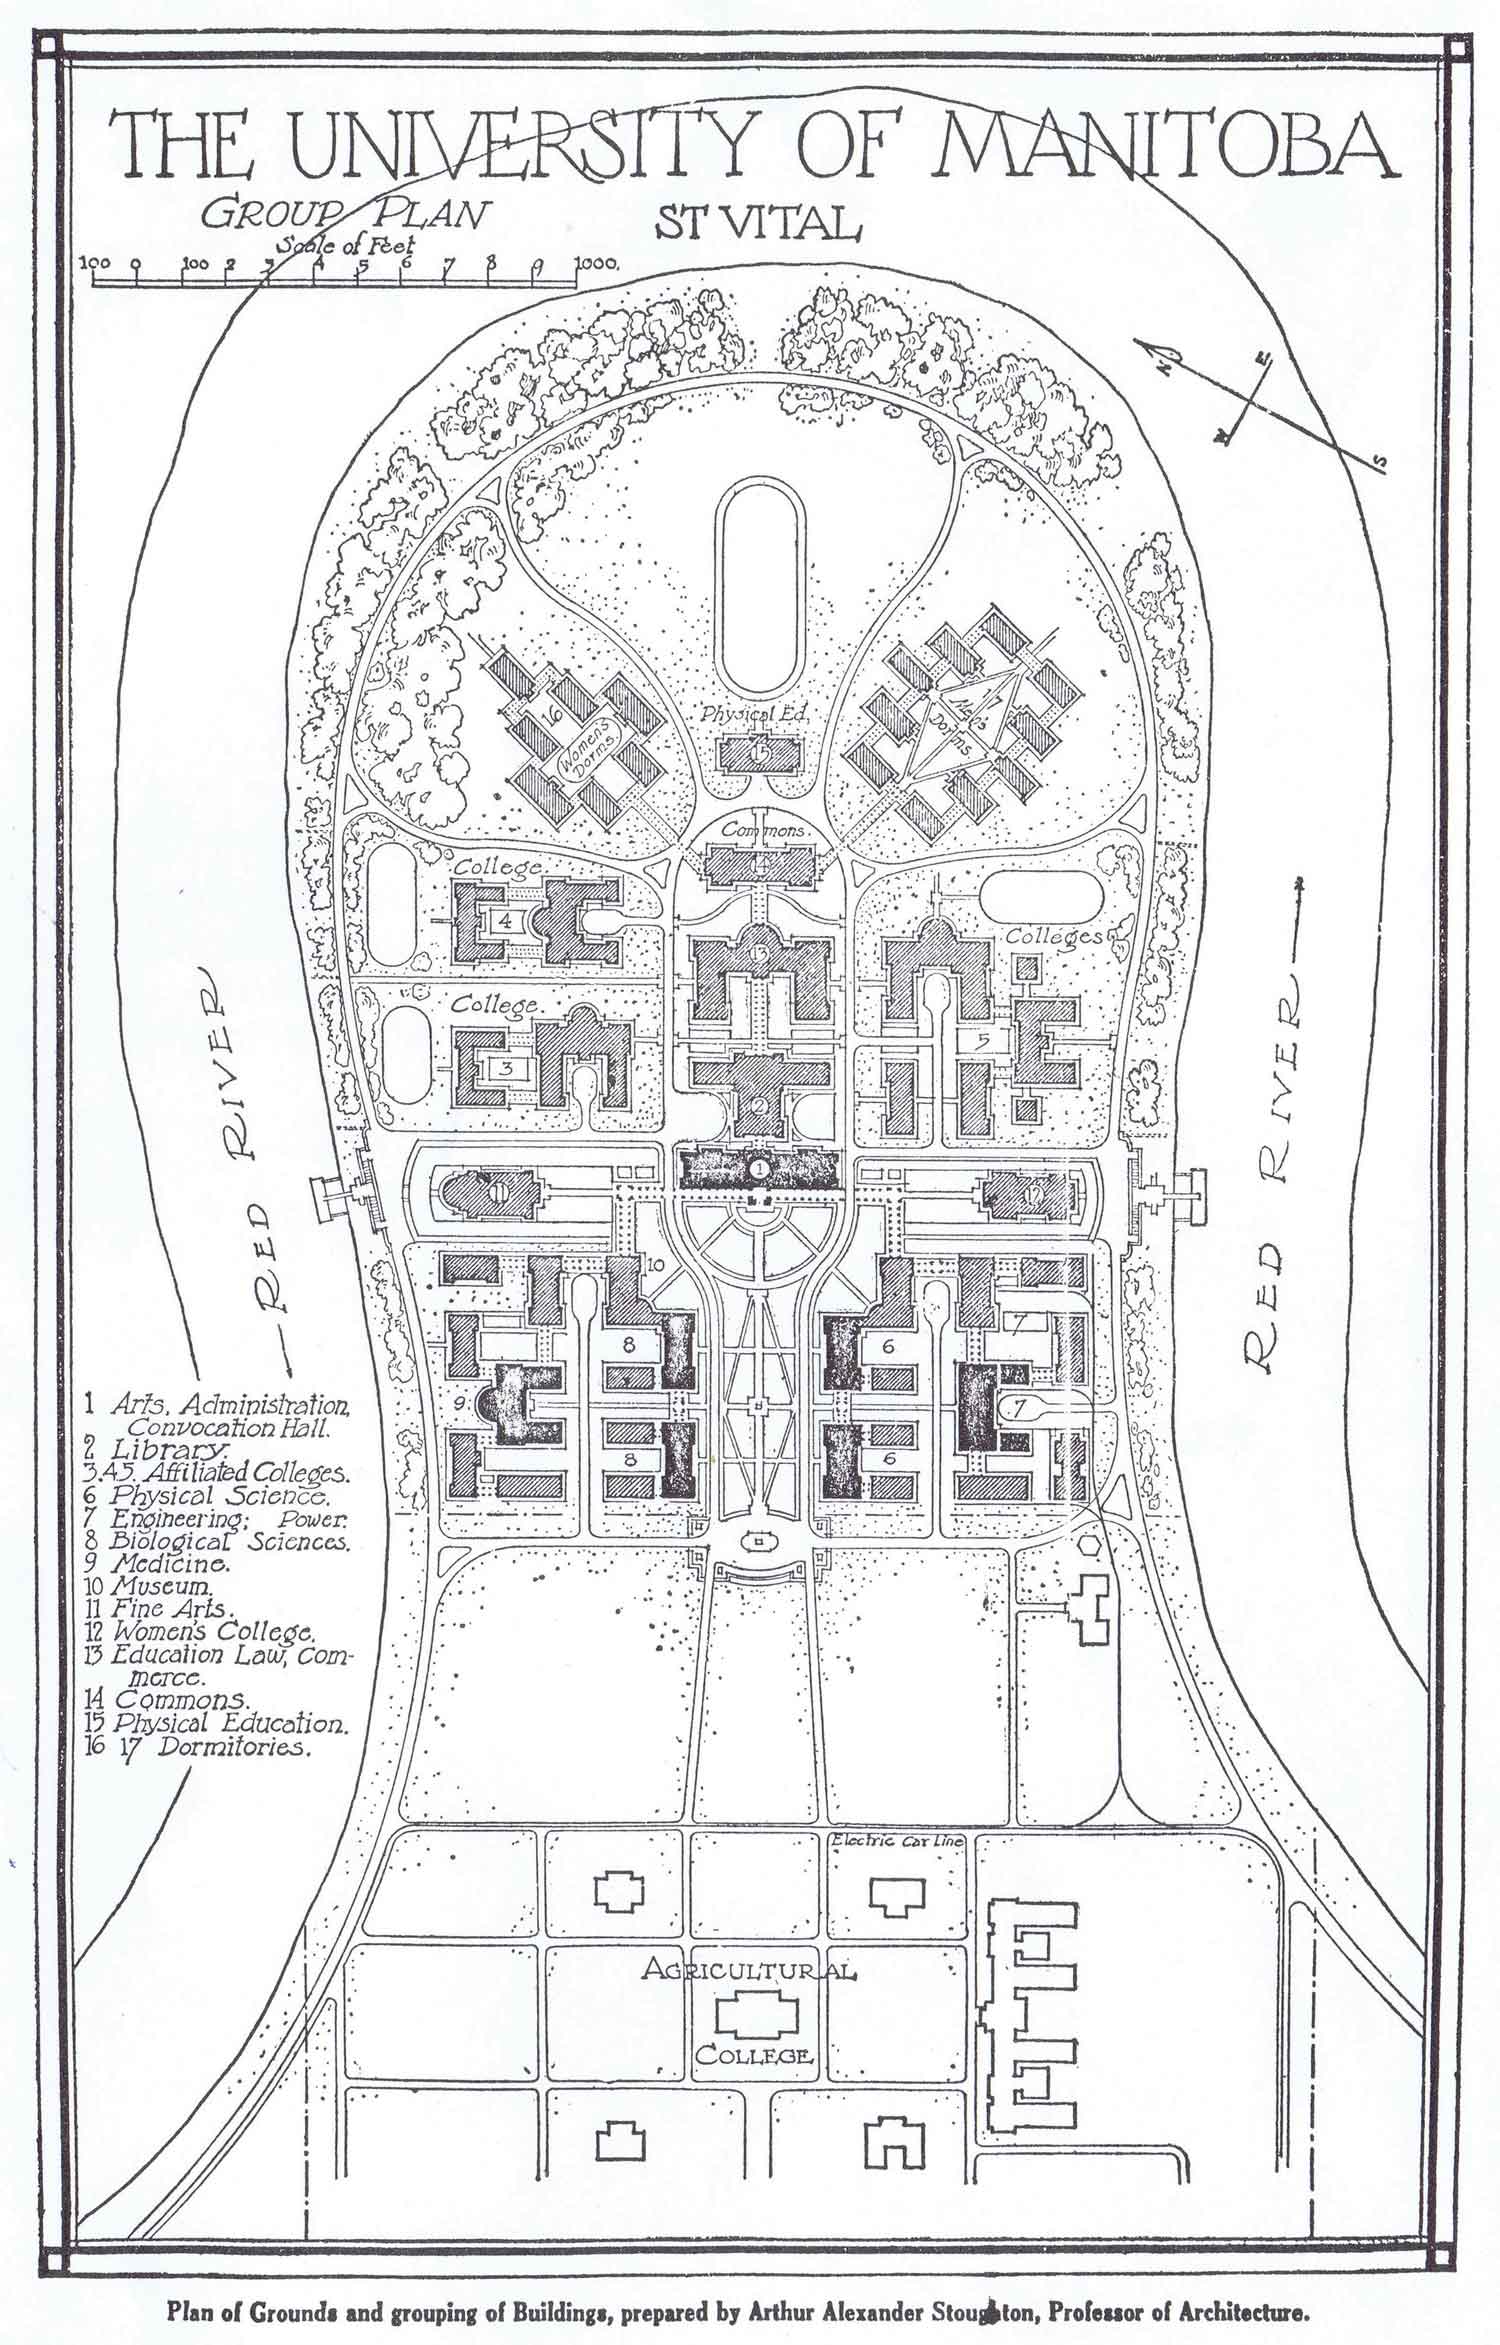 THE UNIVERSITY OF MANITOBA
GROUP PLAN
ST VITAL
Scale of Feet
100 0 100 2 3 4 5 6 7 8 9 1000.
N E
W S
16
Women's
Dorms
17
Men's
Dorms
Physical Ed.
15
Commons.
14
College.
4
13
Colleges
College.
3
5
2
1
11
12
10
RED RIVER
RED RIVER
8
6
7
9
7
8
6
1 Arts, Administration,
Convocation Hall.
2 Library.
3.4.5. Affiliated Colleges.
6 Physical Science.
7 Engineering; Power.
8 Biological Sciences.
9 Medicine.
10 Museum.
11 Fine Arts.
12 Women's College.
13 Education Law, Com-
merce.
14 Commons.
15 Physical Education.
16 17 Dormitories.
Electric Car Line
AGRICULTURAL
COLLEGE
Plan of Grounds and grouping of Buildings, prepared by Arthur Alexander Stoughton, Professor of Architecture.